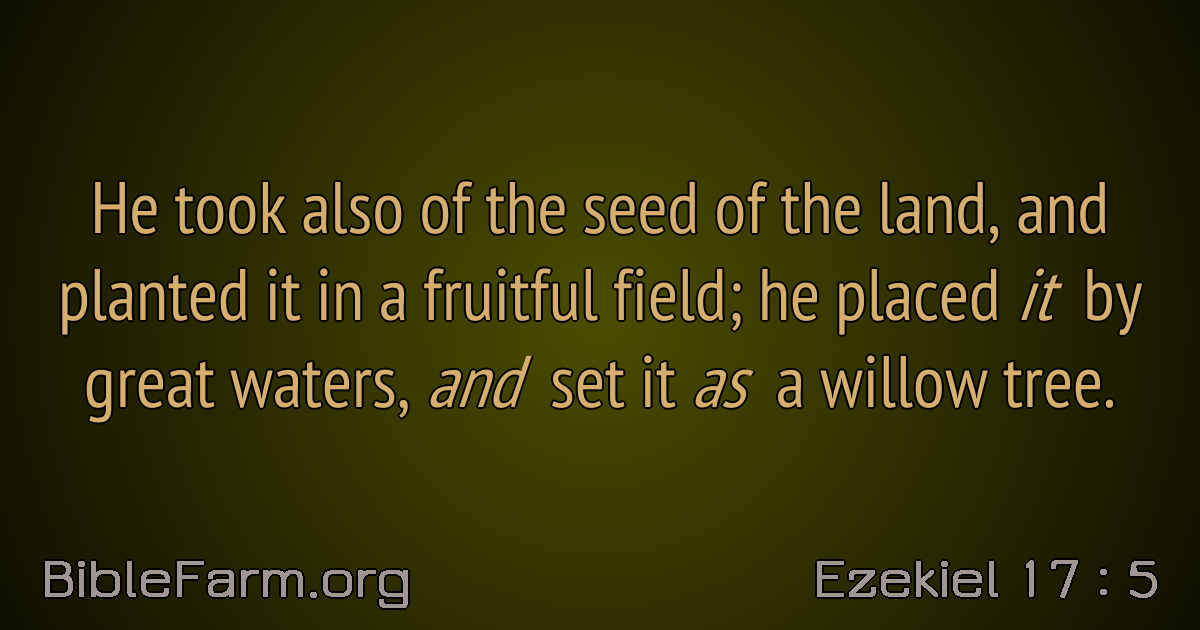 He took also of the seed of the land, and
planted it in a fruitful field; he placed it by
great waters, and set it as a willow tree.
BibleFarm.org
Ezekiel 17 : 5